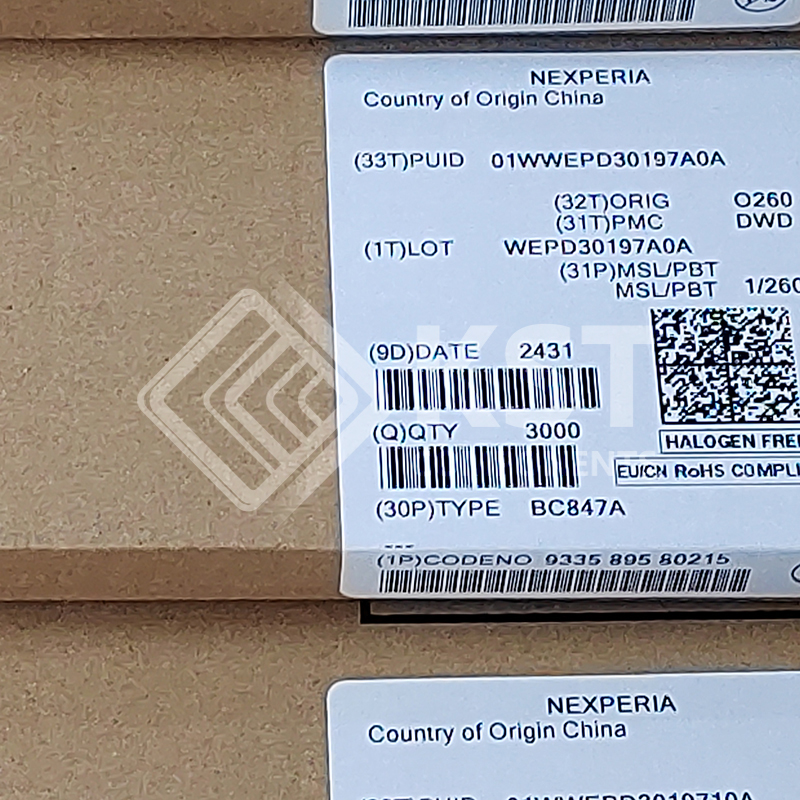 NEXPERIA
Country of Origin China
(33T)PUID 01WWEPD30197A0A
(32T)ORIG O260
(31T)PMC DWD
(1T)LOT WEPD30197A0A
(31P)MSL/PBT
MSL/PBT 1/260
KST
(9D)DATE 2431
(Q)QTY 3000
HALOGEN FREE
EU/CN RoHS COMPLI
(30P)TYPE BC847A
(1P)CODENO 9335 895 80215
NEXPERIA
Country of Origin China